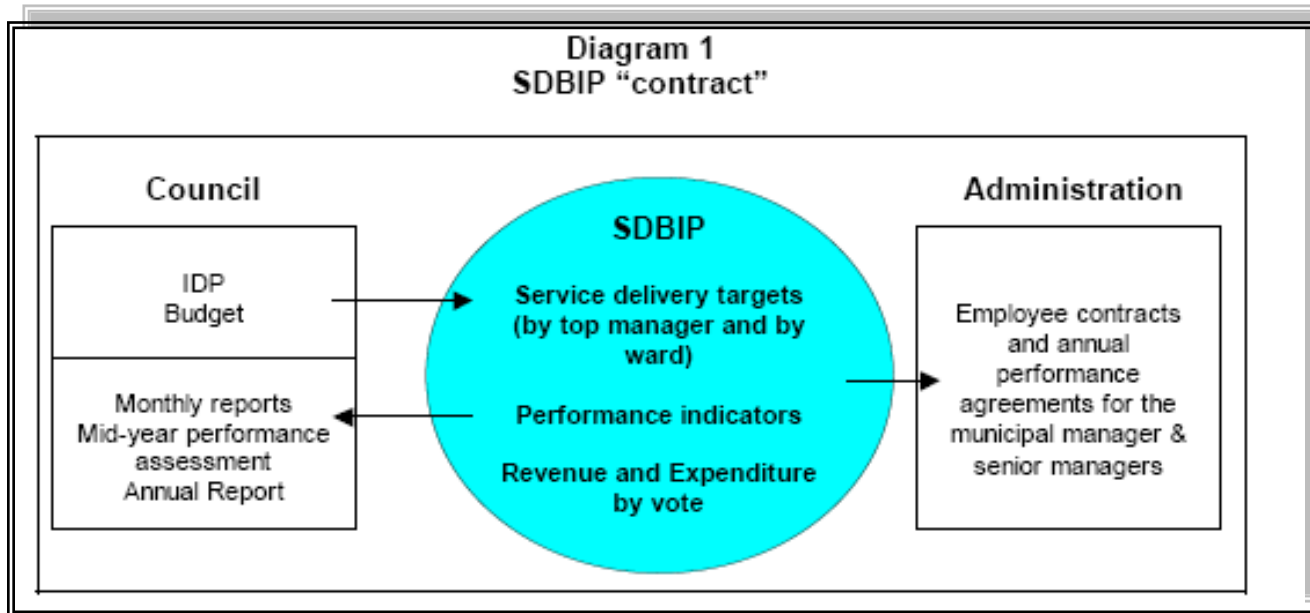 Diagram 1
SDBIP “contract”
Council
IDP
Budget
Monthly reports
Mid-year performance
assessment
Annual Report
SDBIP
Service delivery targets
(by top manager and by
ward)
Performance indicators
Revenue and Expenditure
by vote
Administration
Employee contracts
and annual
performance
agreements for the
municipal manager &
senior managers